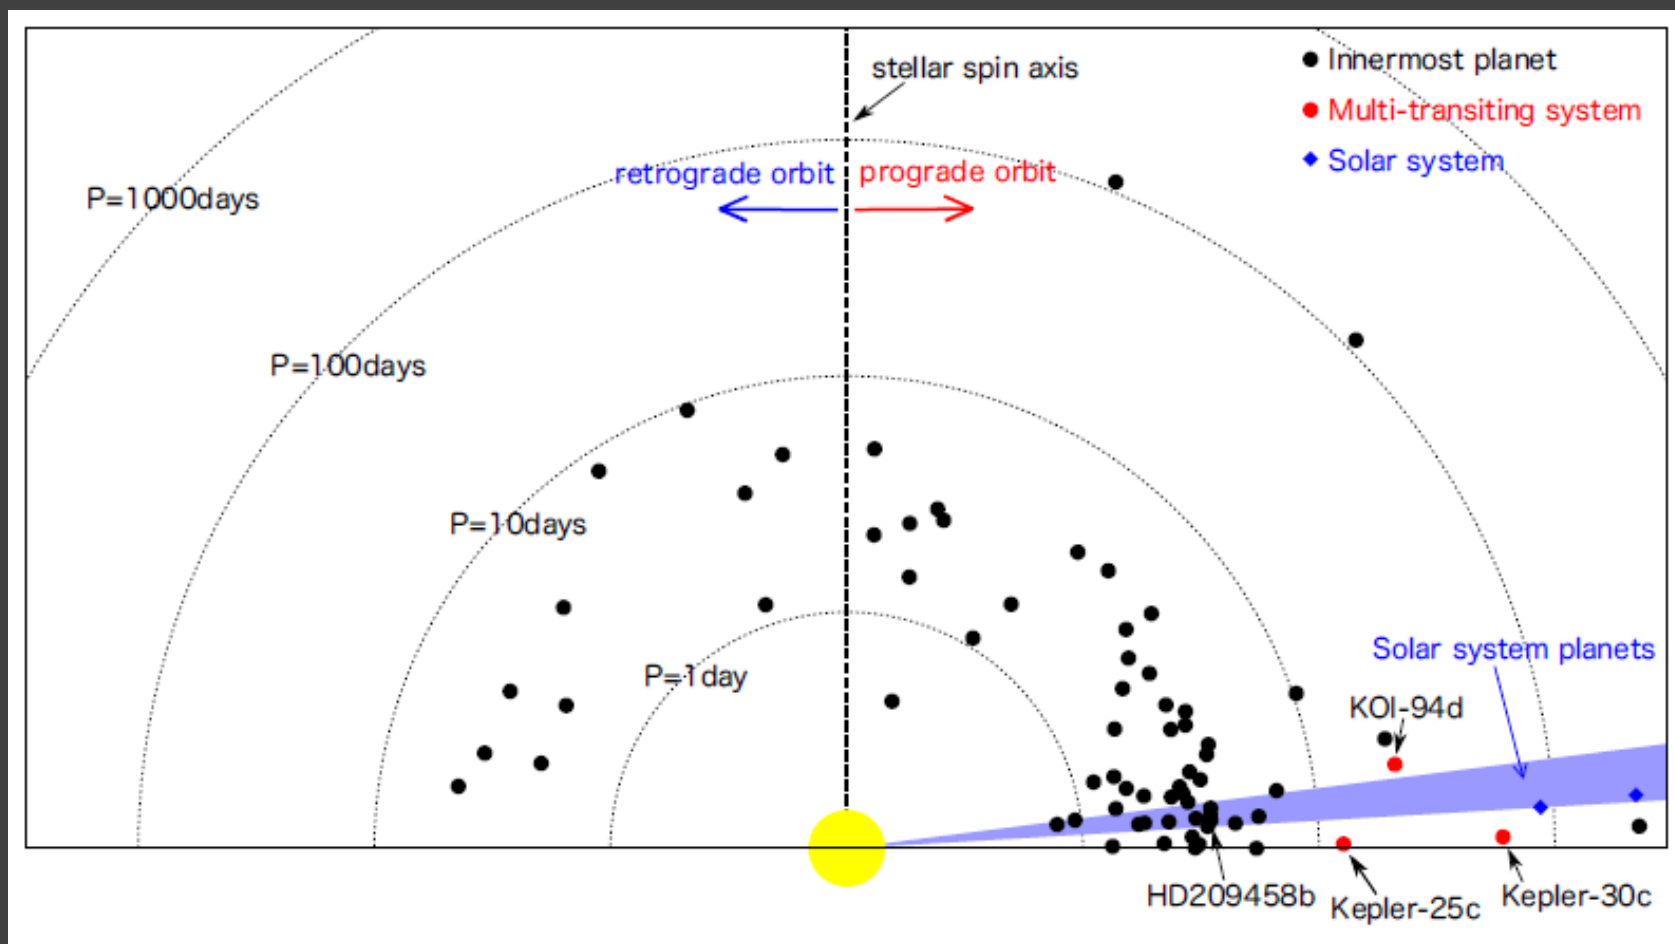 stellar spin axis
Innermost planet
Multi-transiting system
Solar system
retrograde orbit
prograde orbit
P=1000days
P=100days
P=10days
P=1day
Solar system planets
KOI-94d
HD209458b
Kepler-25c
Kepler-30c